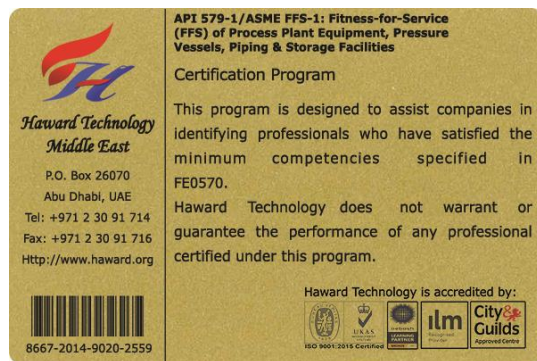 Haward Technology
Middle East
P.O. Box 26070
Abu Dhabi, UAE
Tel: +971 2 30 91 714
Fax: +971 2 30 91 716
Http://www.haward.org
8667-2014-9020-2559
API 579-1/ASME FFS-1: Fitness-for-Service
(FFS) of Process Plant Equipment, Pressure
Vessels, Piping & Storage Facilities
Certification Program
This program is designed to assist companies in
identifying professionals who have satisfied the
minimum competencies specified in
FE0570.
Haward Technology does not warrant or
guarantee the performance of any professional
certified under this program.
Haward Technology is accredited by:
ISO 9001:2015 Certified
UKAS
LEARNING
PARTNER
ilm
City&
Guilds
Approved Centre